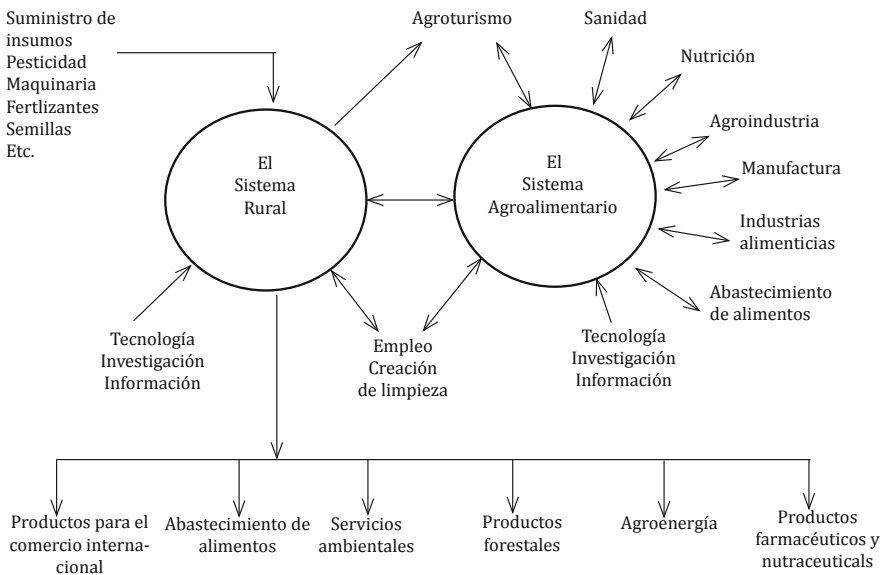 Suministro de
insumos
Pesticidad
Maquinaria
Fertlizantes
Semillas
Etc.
Agroturismo
Sanidad
Nutrición
Agroindustria
Manufactura
Industrias
alimenticias
Abastecimiento
de alimentos
El
Sistema
Rural
El
Sistema
Agroalimentario
Tecnología
Investigación
Información
Empleo
Creación
de limpieza
Tecnología
Investigación
Información
Productos para el
comercio interna-
cional
Abastecimiento de
alimentos
Servicios
ambientales
Productos
forestales
Agroenergía
Productos
farmacéuticos y
nutraceuticals